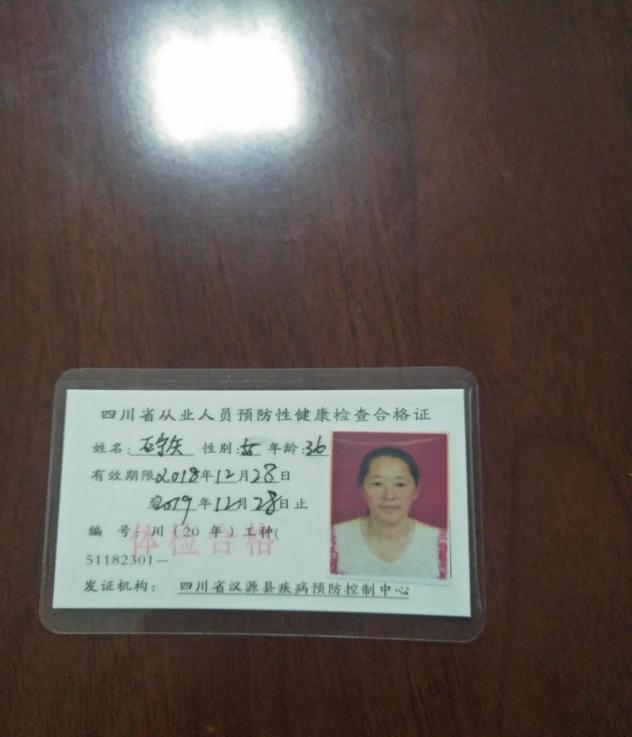 四川省从业人员预防性健康检查合格证
姓名: 性别:女 年龄:36
有效期限2018年12月28日
至2019年12月28日止
编 号:川(20 年)工种(
体检合格
51182301—
发证机构: 四川省汉源县疾病预防控制中心